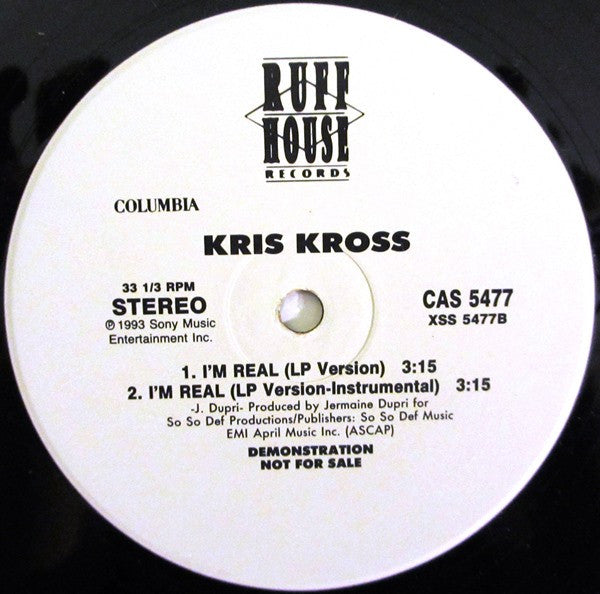 RUFF
HOUSE
RECORDS
COLUMBIA
KRIS KROSS
33 1/3 RPM
STEREO
℗ 1993 Sony Music
Entertainment Inc.
CAS 5477
XSS 5477B
1. I'M REAL (LP Version) 3:15
2. I'M REAL (LP Version-Instrumental) 3:15
-J. Dupri- Produced by Jermaine Dupri for
So So Def Productions/Publishers: So So Def Music
EMI April Music Inc. (ASCAP)
DEMONSTRATION
NOT FOR SALE